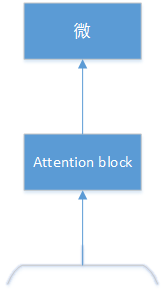 微
Attention block